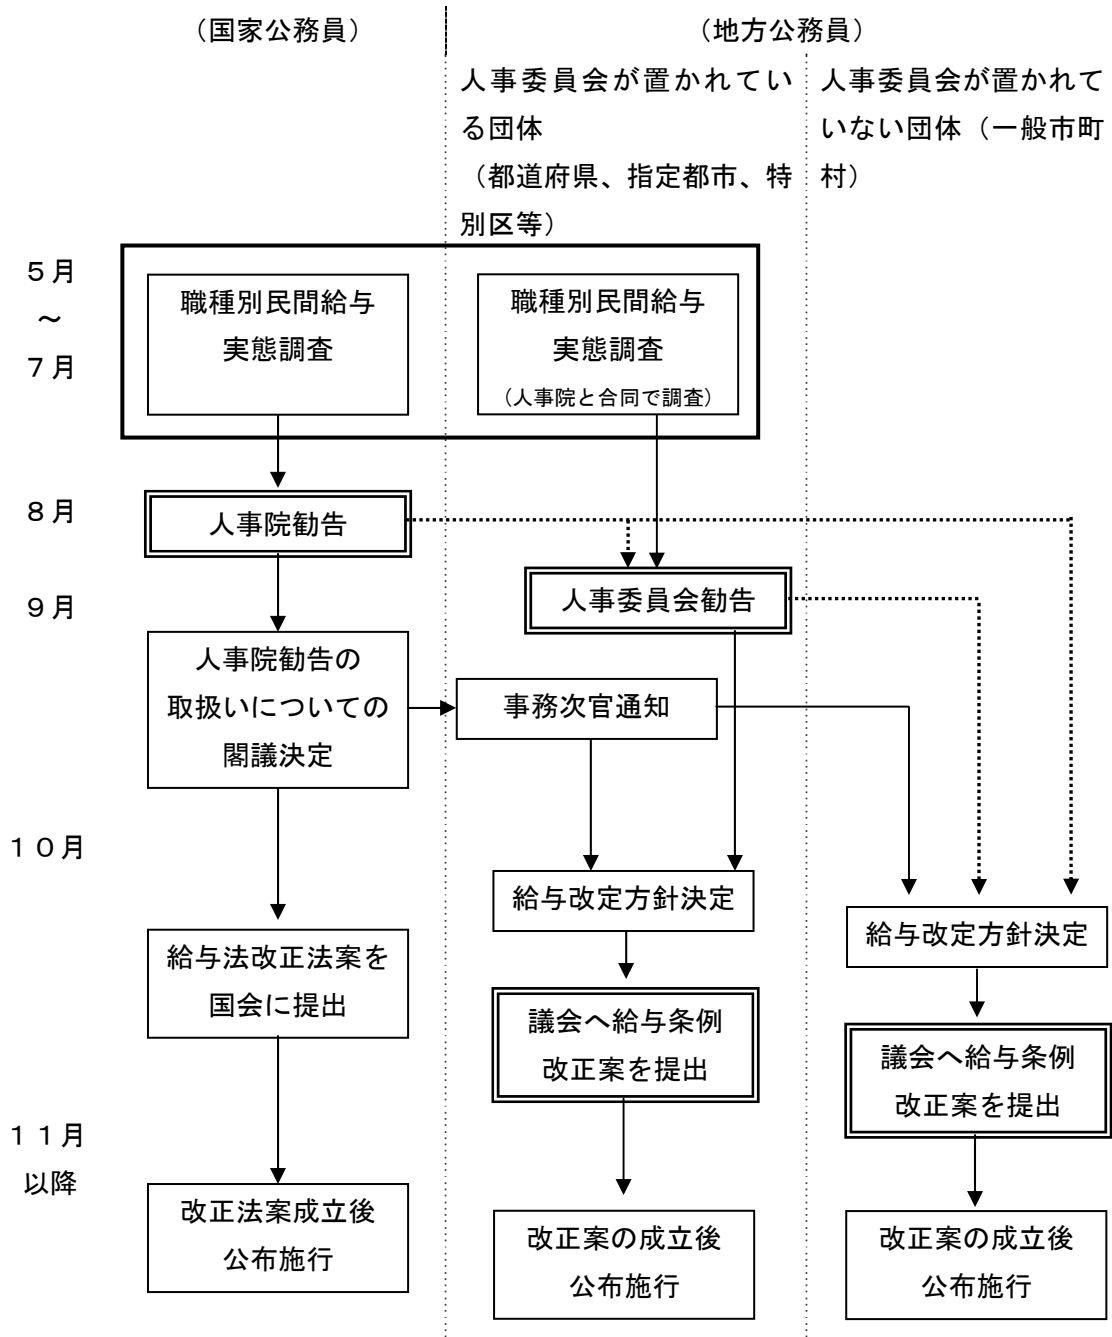 （国家公務員）
（地方公務員）
人事委員会が置かれてい
る団体
（都道府県、指定都市、特
別区等）
人事委員会が置かれて
いない団体（一般市町
村）
５月
～
７月
職種別民間給与
実態調査
職種別民間給与
実態調査
（人事院と合同で調査）
８月
人事院勧告
９月
人事委員会勧告
人事院勧告の
取扱いについての
閣議決定
事務次官通知
１０月
給与改定方針決定
給与改定方針決定
給与法改正法案を
国会に提出
議会へ給与条例
改正案を提出
議会へ給与条例
改正案を提出
１１月
以降
改正法案成立後
公布施行
改正案の成立後
公布施行
改正案の成立後
公布施行